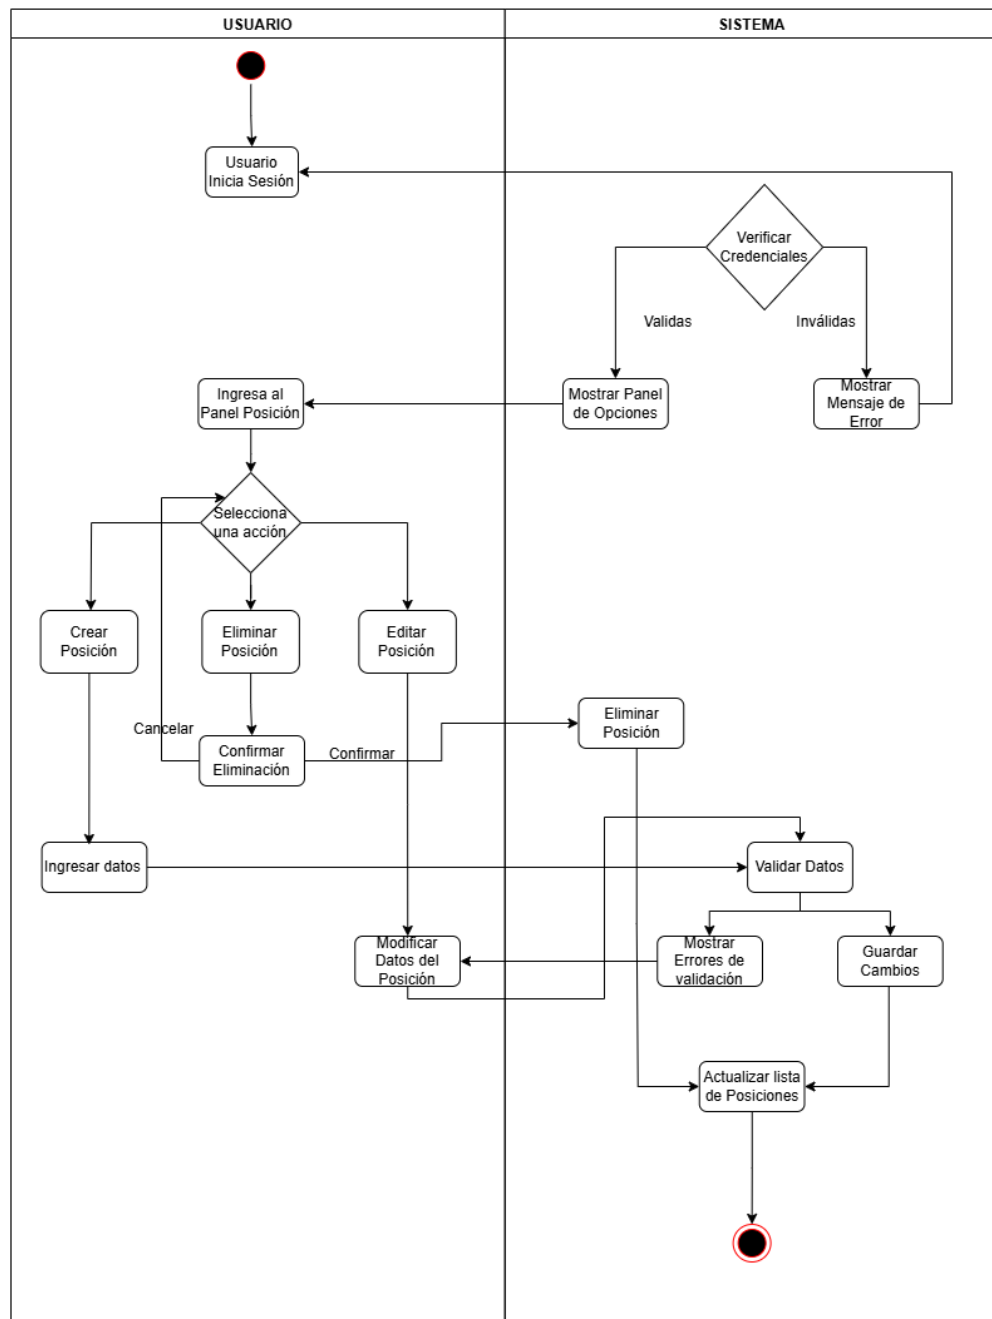 USUARIO
SISTEMA
Usuario
Inicia Sesión
Verificar
Credenciales
Validas
Inválidas
Ingresa al
Panel Posición
Mostrar Panel
de Opciones
Mostrar
Mensaje de
Error
Selecciona
una acción
Crear
Posición
Eliminar
Posición
Editar
Posición
Cancelar
Confirmar
Eliminación
Confirmar
Eliminar
Posición
Ingresar datos
Validar Datos
Modificar
Datos del
Posición
Mostrar
Errores de
validación
Guardar
Cambios
Actualizar lista
de Posiciones